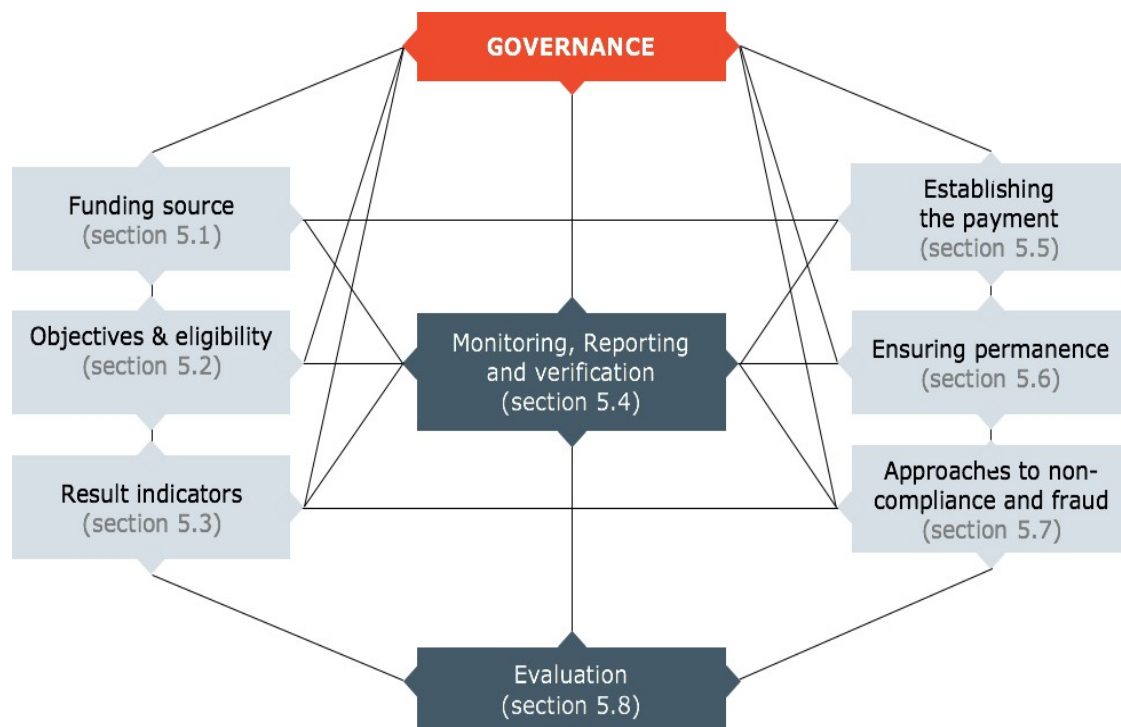 GOVERNANCE
Funding source
(section 5.1)
Objectives & eligibility
(section 5.2)
Result indicators
(section 5.3)
Monitoring, Reporting
and verification
(section 5.4)
Establishing
the payment
(section 5.5)
Ensuring permanence
(section 5.6)
Approaches to non-
compliance and fraud
(section 5.7)
Evaluation
(section 5.8)